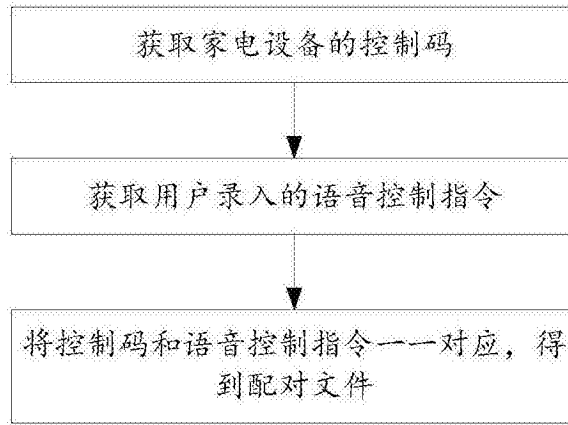 获取家电设备的控制码
获取用户录入的语音控制指令
将控制码和语音控制指令一一对应，得
到配对文件